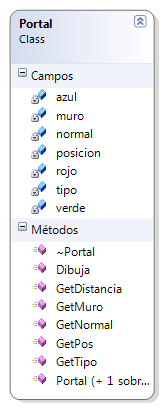 Portal
Class
Campos
azul
muro
normal
posicion
rojo
tipo
verde
Métodos
~Portal
Dibuja
GetDistancia
GetMuro
GetNormal
GetPos
GetTipo
Portal (+ 1 sobr...